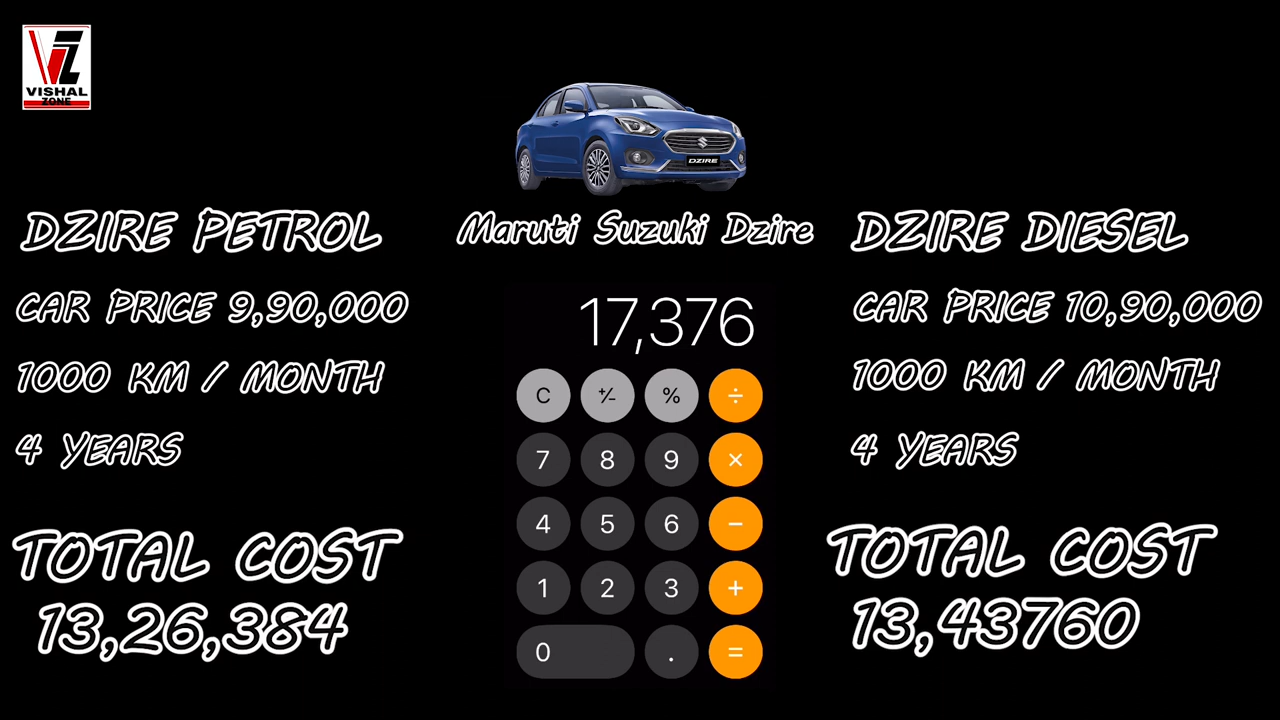 VZ
VISHAL
ZONE
DZIRE
DZIRE PETROL
CAR PRICE 9,90,000
1000 KM / MONTH
4 YEARS
TOTAL COST
13,26,384
Maruti Suzuki Dzire
17,376
C +/- % ÷
7 8 9 ×
4 5 6 −
1 2 3 +
0 . =
DZIRE DIESEL
CAR PRICE 10,90,000
1000 KM / MONTH
4 YEARS
TOTAL COST
13,43760